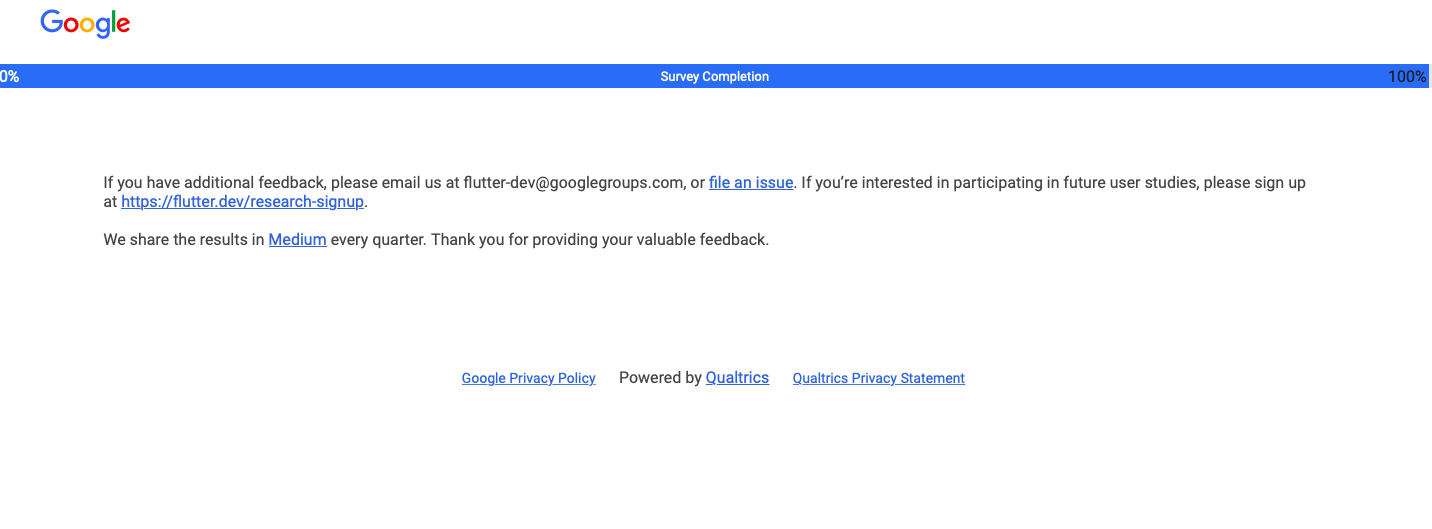 Google
0% Survey Completion 100%
If you have additional feedback, please email us at flutter-dev@googlegroups.com, or file an issue. If you’re interested in participating in future user studies, please sign up
at https://flutter.dev/research-signup.
We share the results in Medium every quarter. Thank you for providing your valuable feedback.
Google Privacy Policy Powered by Qualtrics Qualtrics Privacy Statement